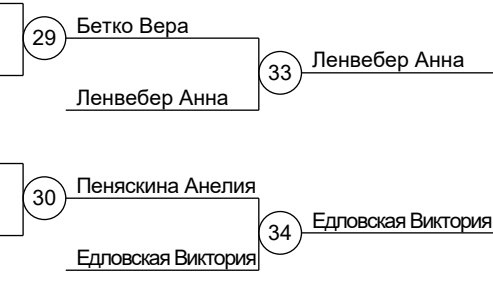 29 Бетко Вера
33 Ленвебер Анна
Ленвебер Анна
30 Пеняскина Анелия
34 Едловская Виктория
Едловская Виктория